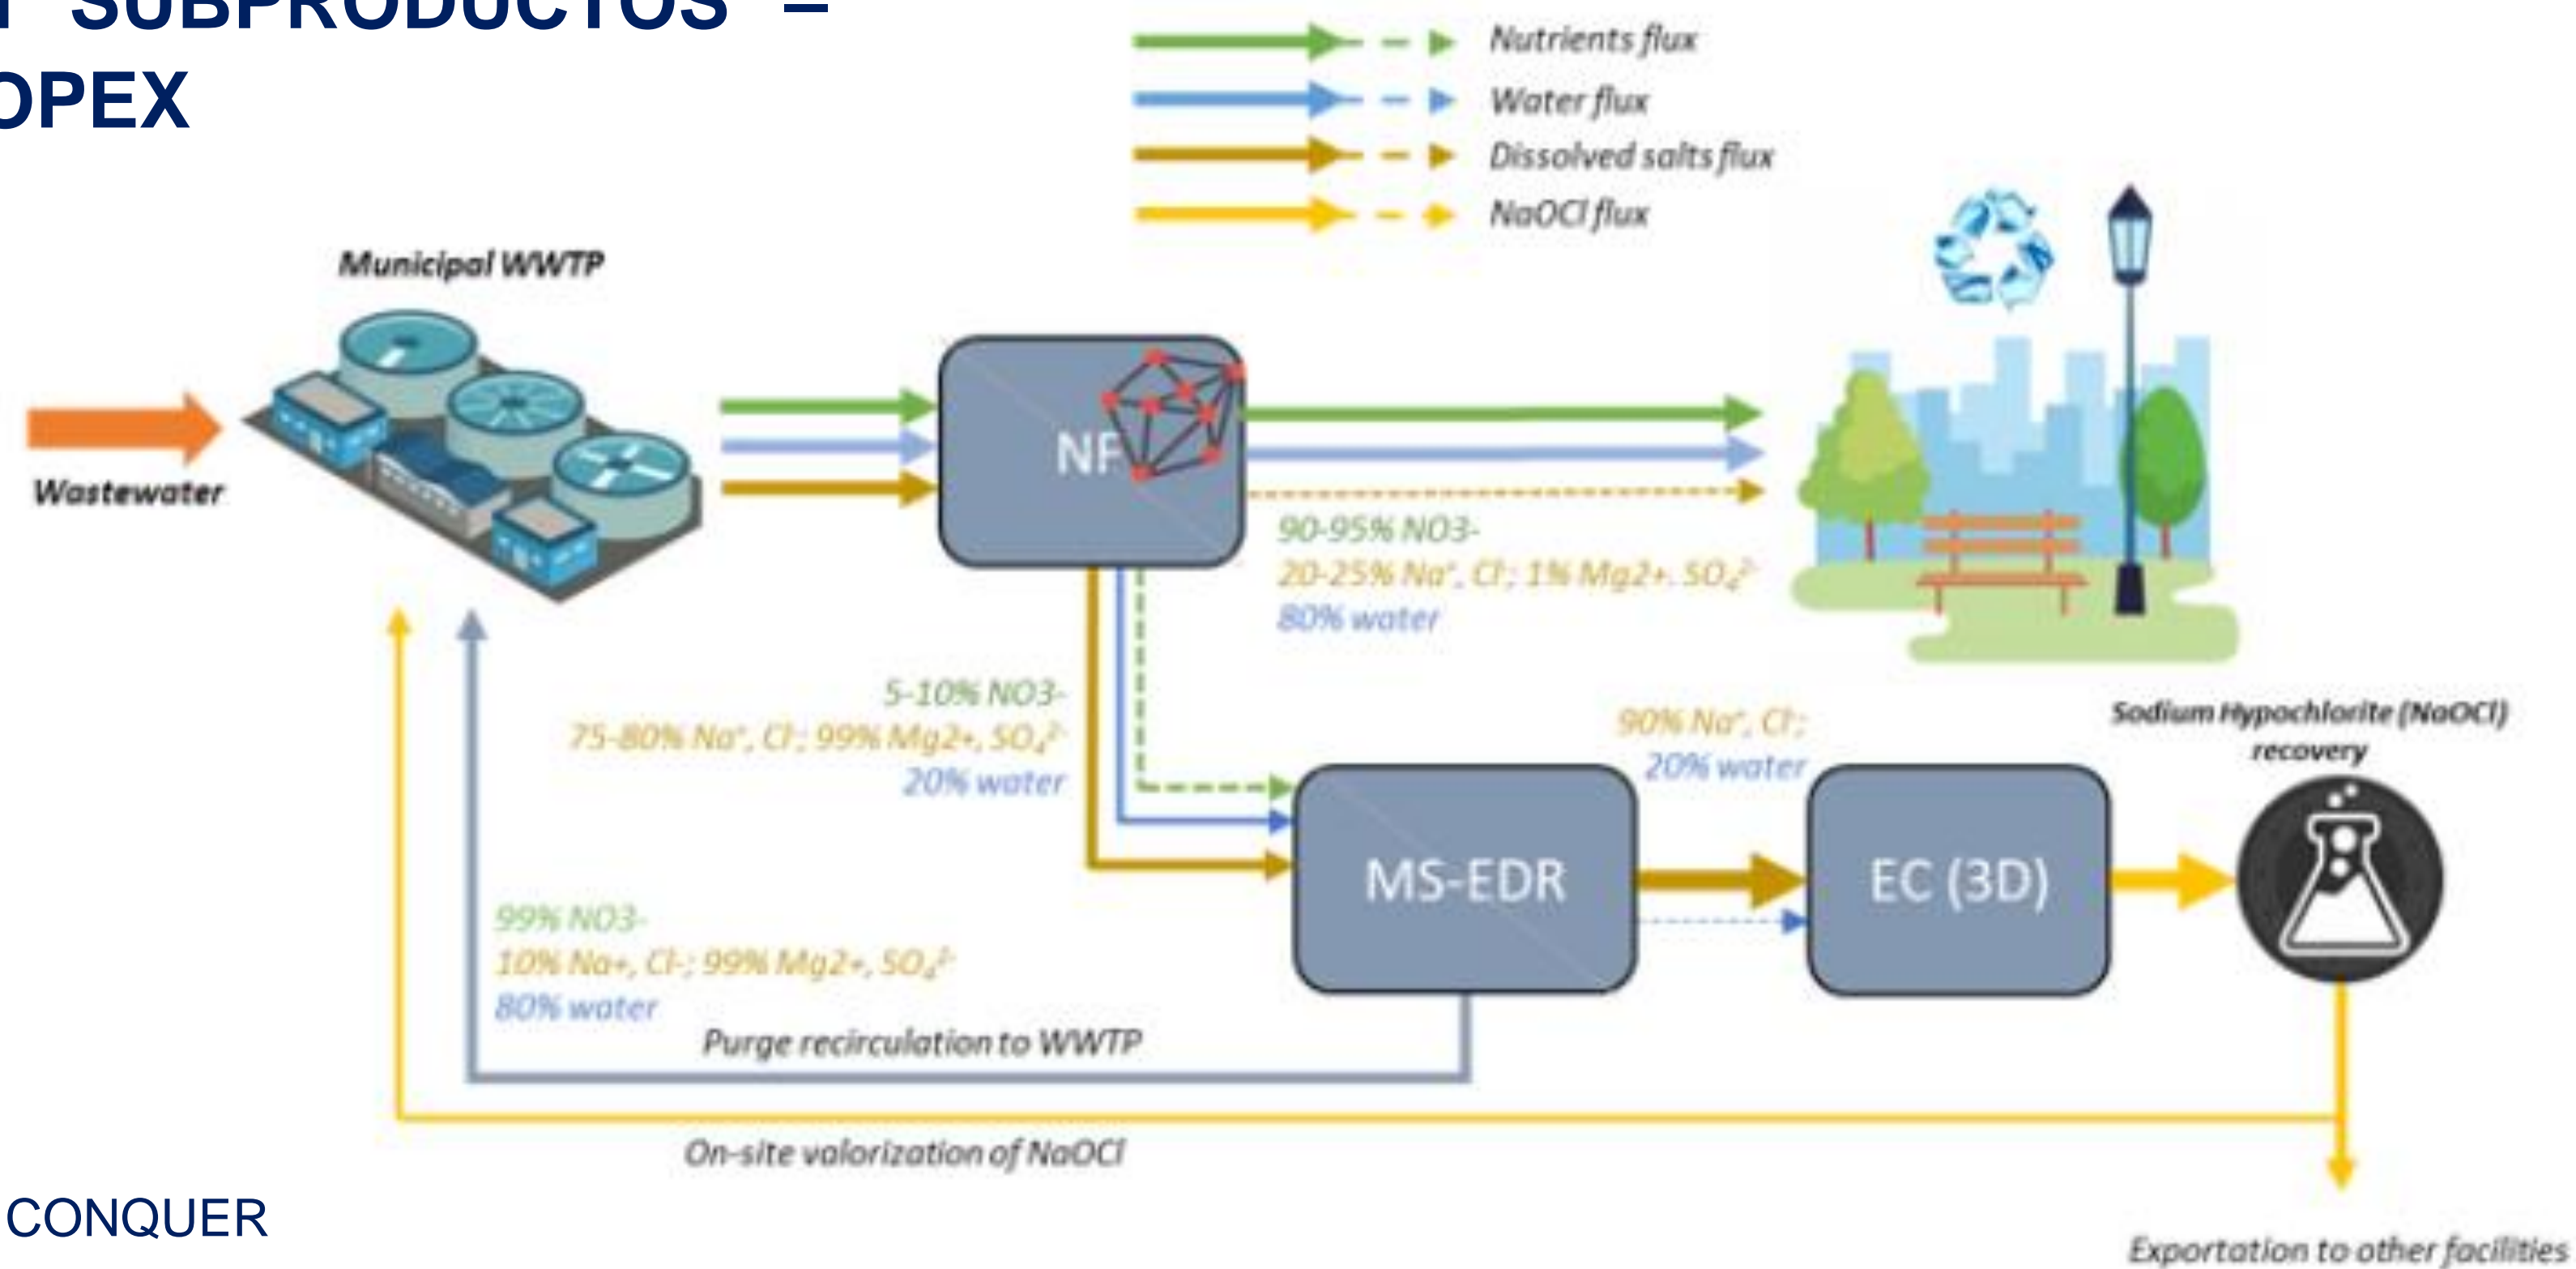 SUBPRODUCTOS –
OPEX
Nutrients flux
Water flux
Dissolved salts flux
NaOCl flux
Municipal WWTP
Wastewater
NF
90-95% NO3-
20-25% Na⁺, Cl⁻; 1% Mg2+. SO₄²⁻
80% water
5-10% NO3-
75-80% Na⁺, Cl⁻; 99% Mg2+, SO₄²⁻
20% water
90% Na⁺, Cl⁻;
20% water
Sodium Hypochlorite (NaOCl)
recovery
MS-EDR
EC (3D)
99% NO3-
10% Na+, Cl-; 99% Mg2+, SO₄²⁻
80% water
Purge recirculation to WWTP
On-site valorization of NaOCl
CONQUER
Exportation to other facilities